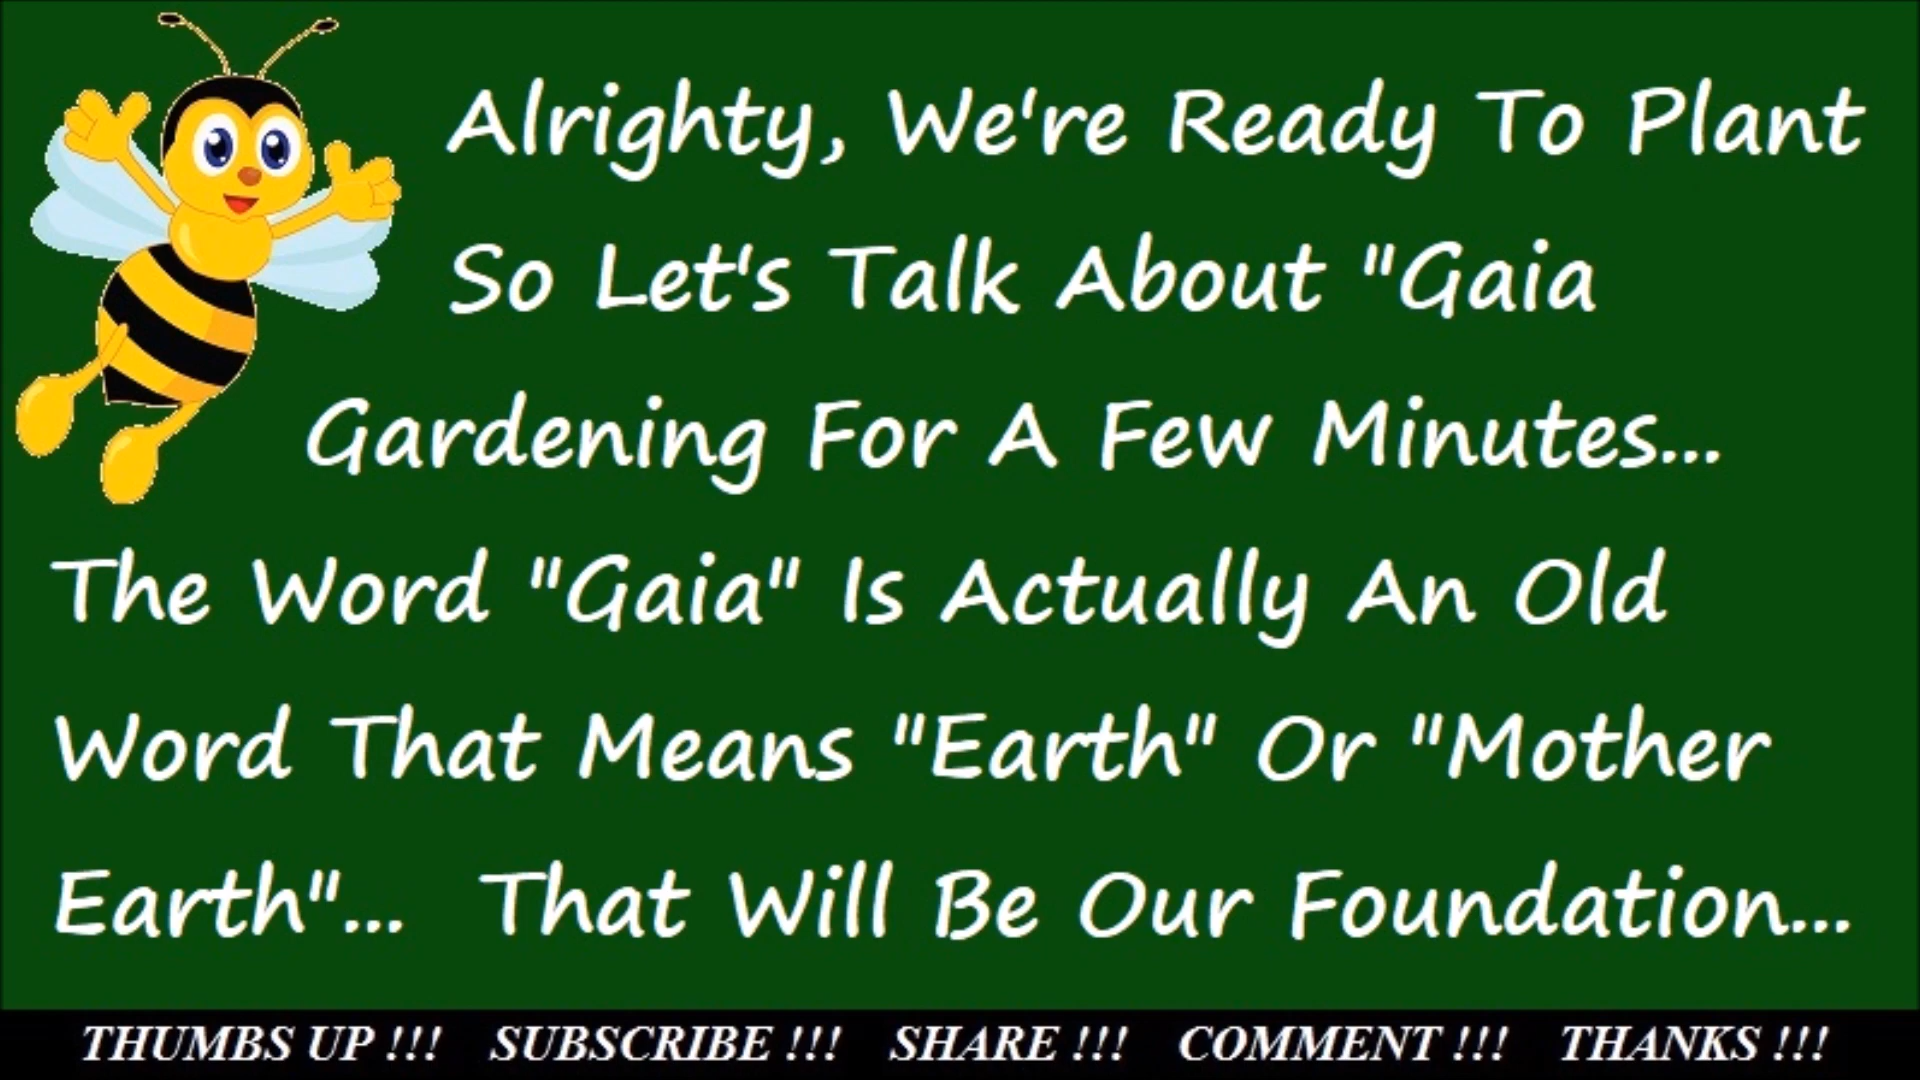 Alrighty, We're Ready To Plant
So Let's Talk About "Gaia
Gardening For A Few Minutes...
The Word "Gaia" Is Actually An Old
Word That Means "Earth" Or "Mother
Earth"... That Will Be Our Foundation...
THUMBS UP !!! SUBSCRIBE !!! SHARE !!! COMMENT !!! THANKS !!!